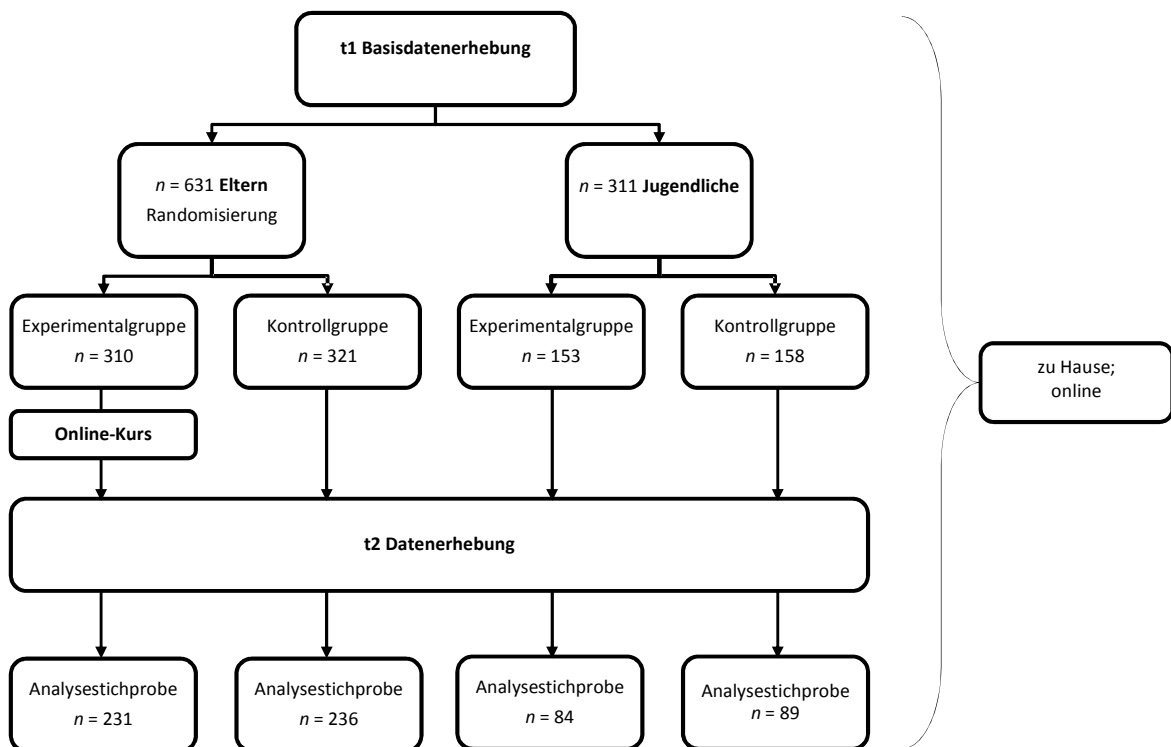 t1 Basisdatenerhebung
n = 631 Eltern
Randomisierung
n = 311 Jugendliche
Experimentalgruppe
n = 310
Kontrollgruppe
n = 321
Experimentalgruppe
n = 153
Kontrollgruppe
n = 158
zu Hause;
online
Online-Kurs
t2 Datenerhebung
Analysestichprobe
n = 231
Analysestichprobe
n = 236
Analysestichprobe
n = 84
Analysestichprobe
n = 89